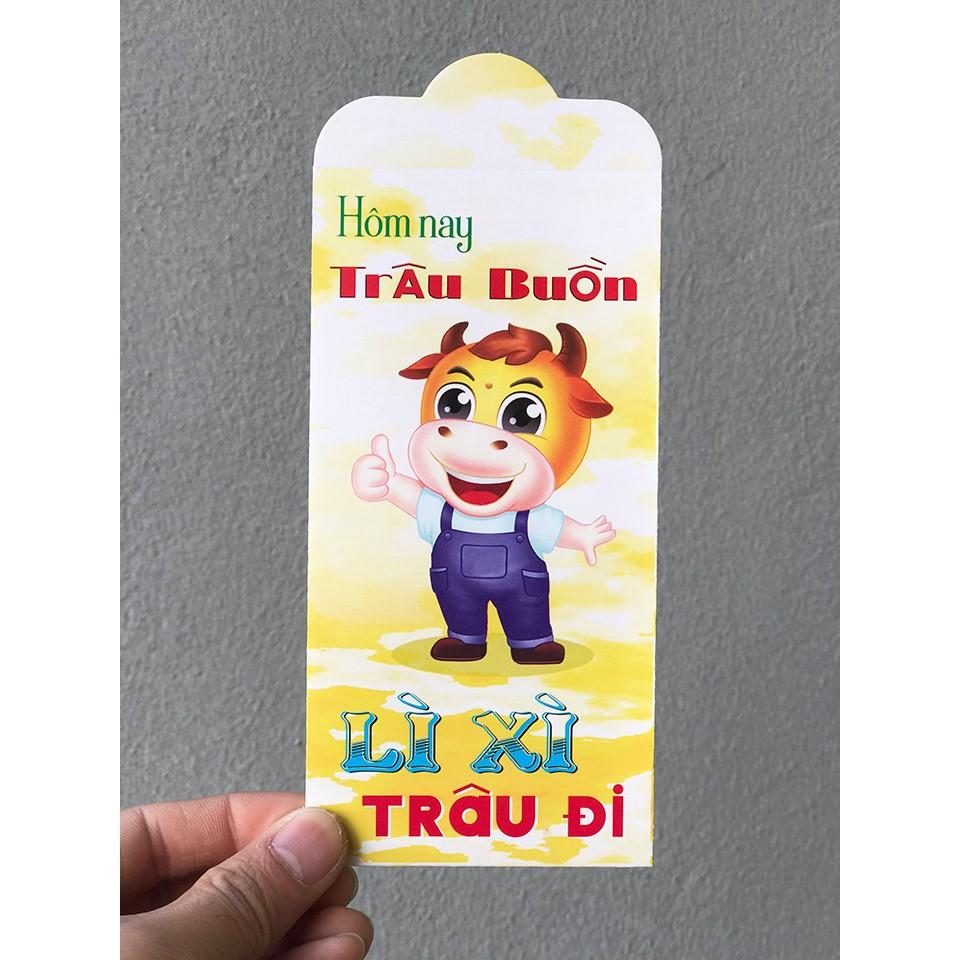 Hôm nay
TRÂU BUỒN
LÌ XÌ
TRÂU ĐI